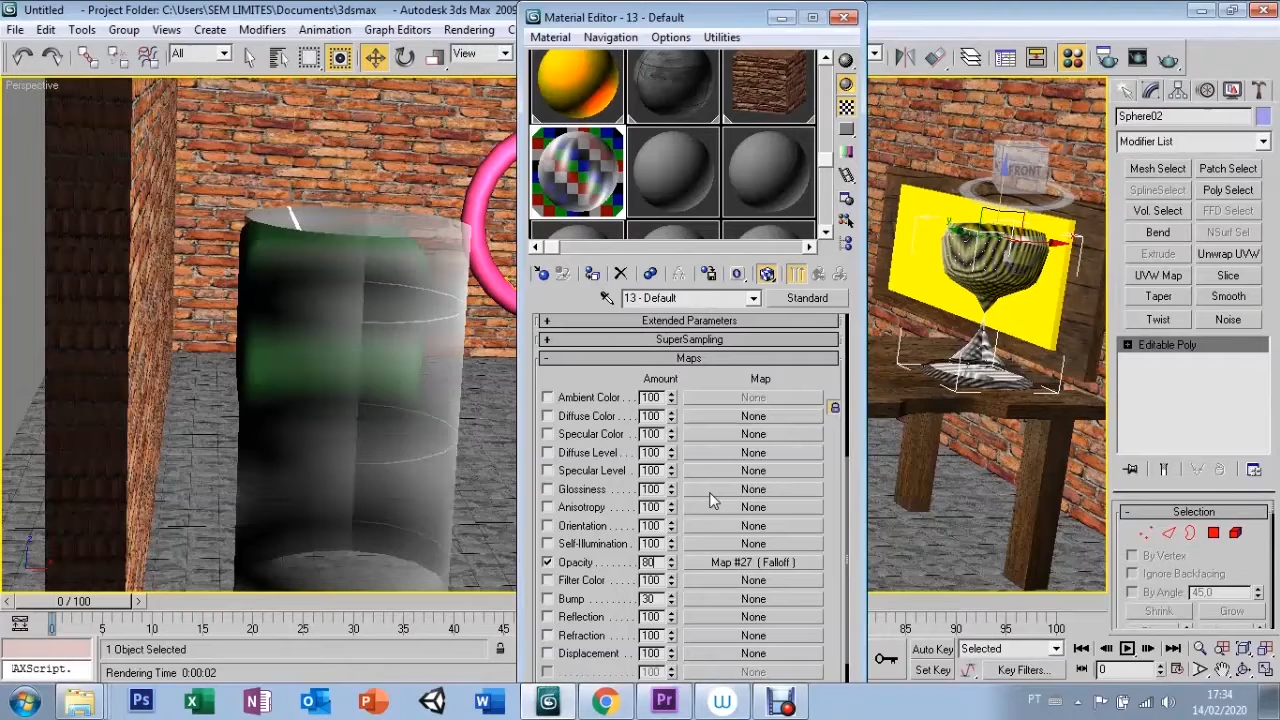 Untitled - Project Folder: C:\Users\SEM LIMITES\Documents\3dsmax - Autodesk 3ds Max 2009
File Edit Tools Group Views Create Modifiers Animation Graph Editors Rendering C
All
View
Material Editor - 13 - Default
Material Navigation Options Utilities
Perspective
FRONT
13 - Default
Standard
+ Extended Parameters
+ SuperSampling
- Maps
Amount Map
Ambient Color . . . 100 None
Diffuse Color . . . . 100 None
Specular Color . . 100 None
Diffuse Level . . . . 100 None
Specular Level . . 100 None
Glossiness . . . . . 100 None
Anisotropy . . . . . 100 None
Orientation . . . . . 100 None
Self-Illumination . . 100 None
Opacity . . . . . . . 80 Map #27 ( Falloff )
Filter Color . . . . . 100 None
Bump . . . . . . . . 30 None
Reflection . . . . . 100 None
Refraction . . . . . 100 None
Displacement . . . 100 None
100
Sphere02
Modifier List
Mesh Select Patch Select
SplineSelect Poly Select
Vol. Select FFD Select
Bend NSurf Sel
Extrude Unwrap UVW
UVW Map Slice
Taper Smooth
Twist Noise
Editable Poly
- Selection
By Vertex
Ignore Backfacing
By Angle: 45,0
Shrink Grow
0 / 100
0 5 10 15 20 25 30 35 40 45 85 90 95 100
1 Object Selected
Rendering Time 0:00:02
AXScript.
Auto Key Selected
Set Key Key Filters...
0
PT
17:34
14/02/2020